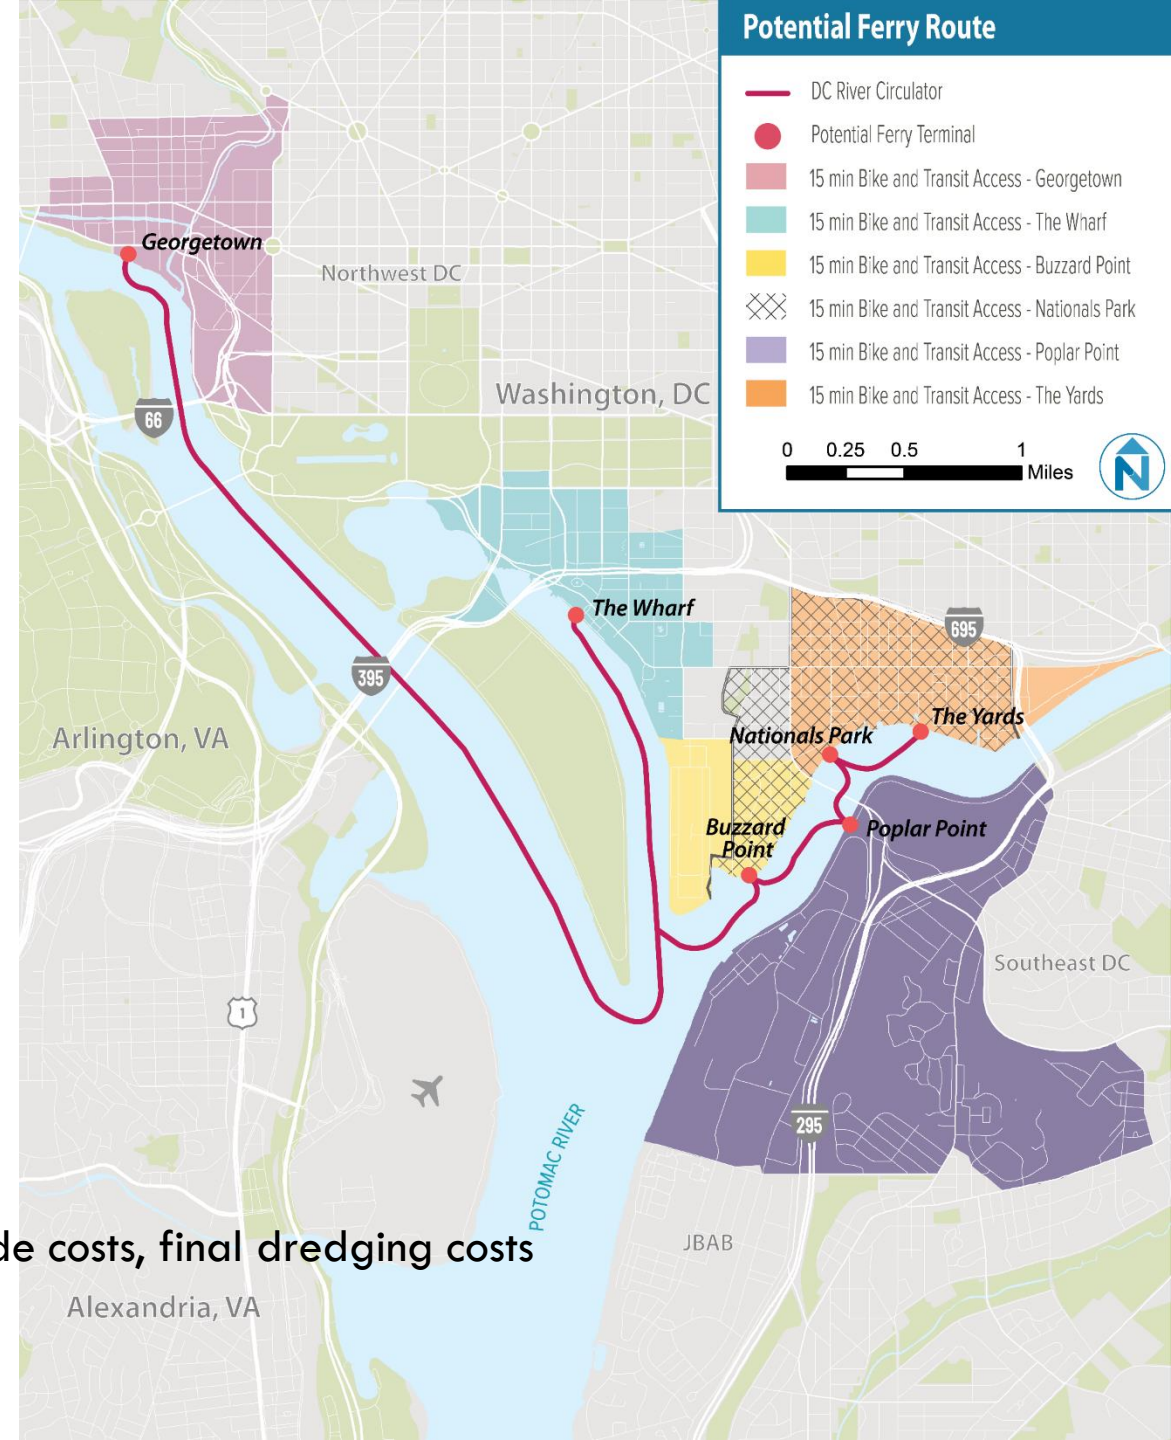 Potential Ferry Route
DC River Circulator
Potential Ferry Terminal
15 min Bike and Transit Access - Georgetown
15 min Bike and Transit Access - The Wharf
15 min Bike and Transit Access - Buzzard Point
15 min Bike and Transit Access - Nationals Park
15 min Bike and Transit Access - Poplar Point
15 min Bike and Transit Access - The Yards
0 0.25 0.5 1
Miles
N
Georgetown
Northwest DC
Washington, DC
66
The Wharf
695
395
The Yards
Nationals Park
Arlington, VA
Buzzard
Point
Poplar Point
Southeast DC
1
295
POTOMAC RIVER
JBAB
de costs, final dredging costs
Alexandria, VA